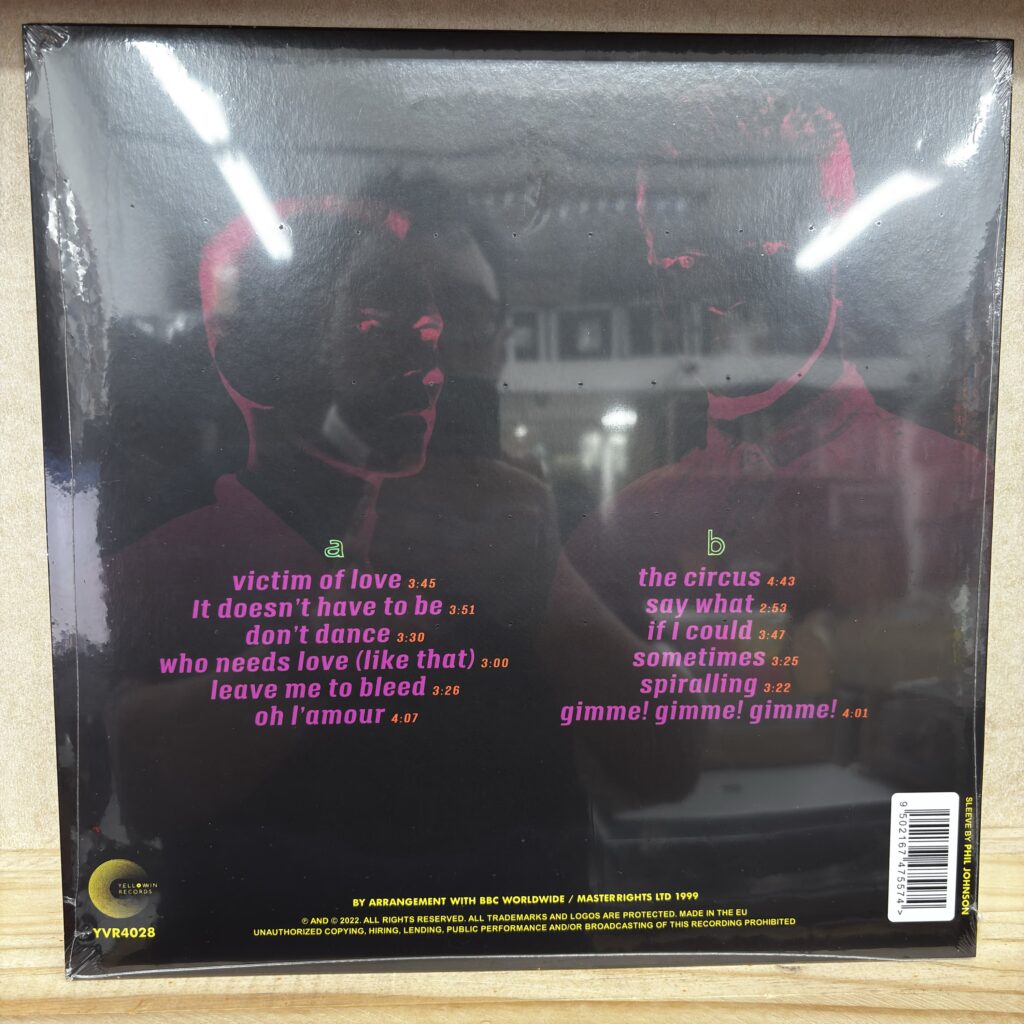 a
victim of love 3:45
It doesn't have to be 3:51
don't dance 3:30
who needs love (like that) 3:00
leave me to bleed 3:26
oh l'amour 4:07
b
the circus 4:43
say what 2:53
if I could 3:47
sometimes 3:25
spiralling 3:22
gimme! gimme! gimme! 4:01
SLEEVE BY PHIL JOHNSON
9 502167 475574 >
YELLOWIN
RECORDS
YVR4028
BY ARRANGEMENT WITH BBC WORLDWIDE / MASTERRIGHTS LTD 1999
℗ AND © 2022. ALL RIGHTS RESERVED. ALL TRADEMARKS AND LOGOS ARE PROTECTED. MADE IN THE EU
UNAUTHORIZED COPYING, HIRING, LENDING, PUBLIC PERFORMANCE AND/OR BROADCASTING OF THIS RECORDING PROHIBITED